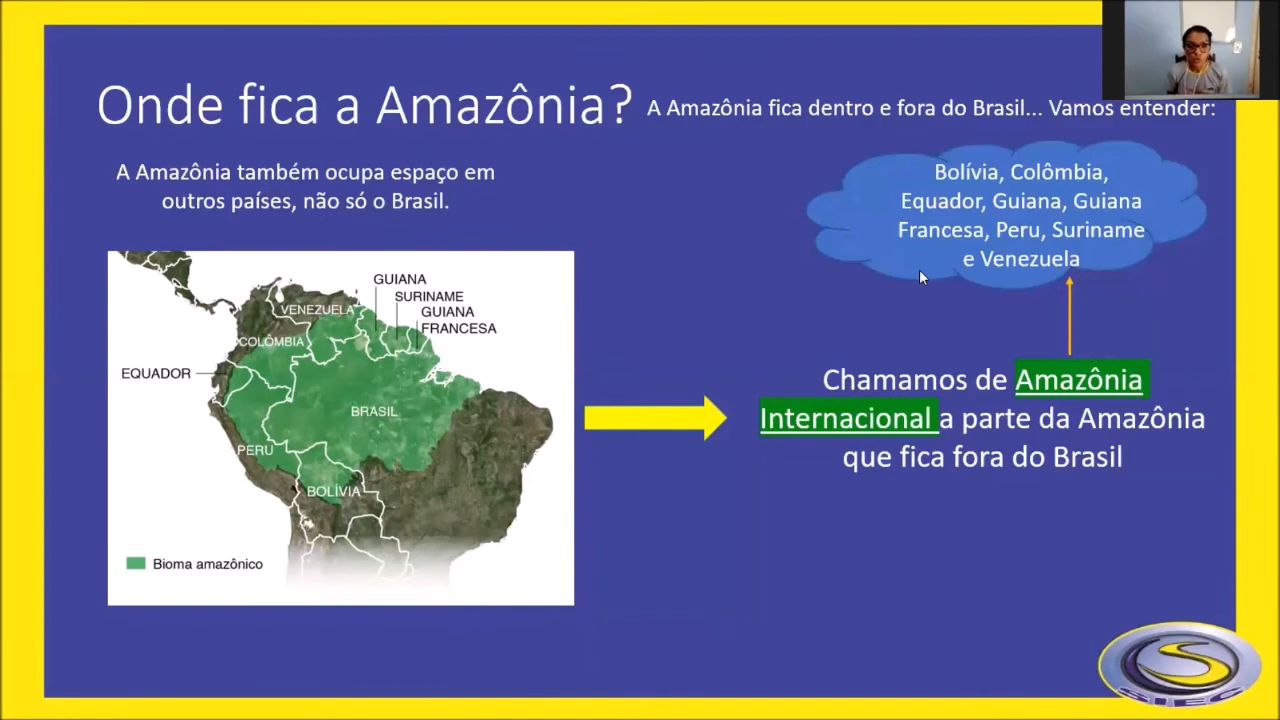 Onde fica a Amazônia?
A Amazônia fica dentro e fora do Brasil... Vamos entender:
A Amazônia também ocupa espaço em
outros países, não só o Brasil.
Bolívia, Colômbia,
Equador, Guiana, Guiana
Francesa, Peru, Suriname
e Venezuela
GUIANA
SURINAME
GUIANA
FRANCESA
VENEZUELA
COLÔMBIA
EQUADOR
BRASIL
PERU
BOLÍVIA
Bioma amazônico
Chamamos de Amazônia
Internacional a parte da Amazônia
que fica fora do Brasil
SIEC